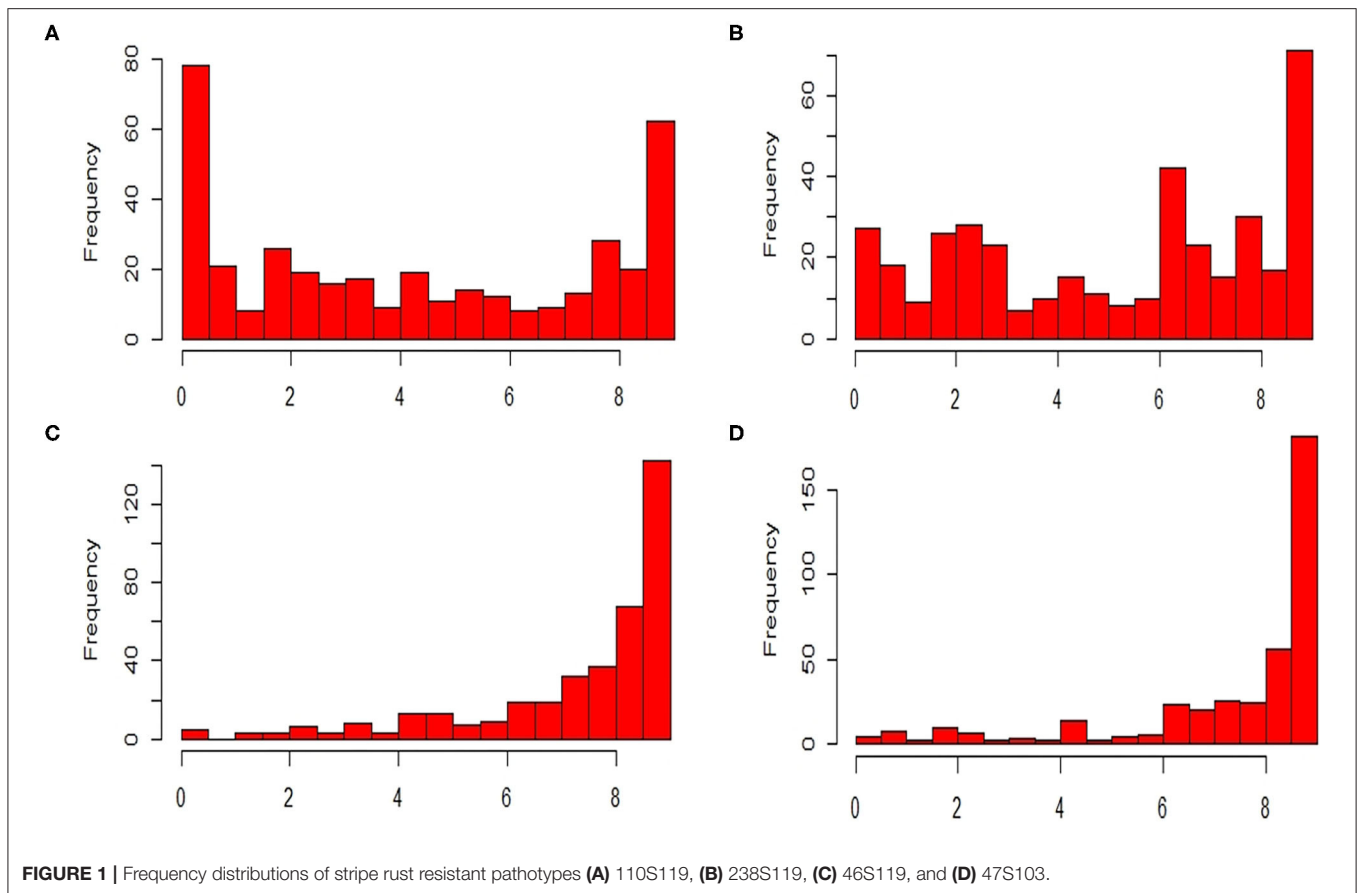 A
Frequency
0 20 40 60 80
0 2 4 6 8
B
Frequency
0 20 40 60
0 2 4 6 8
C
Frequency
0 40 80 120
0 2 4 6 8
D
Frequency
0 50 100 150
0 2 4 6 8
FIGURE 1 | Frequency distributions of stripe rust resistant pathotypes (A) 110S119, (B) 238S119, (C) 46S119, and (D) 47S103.